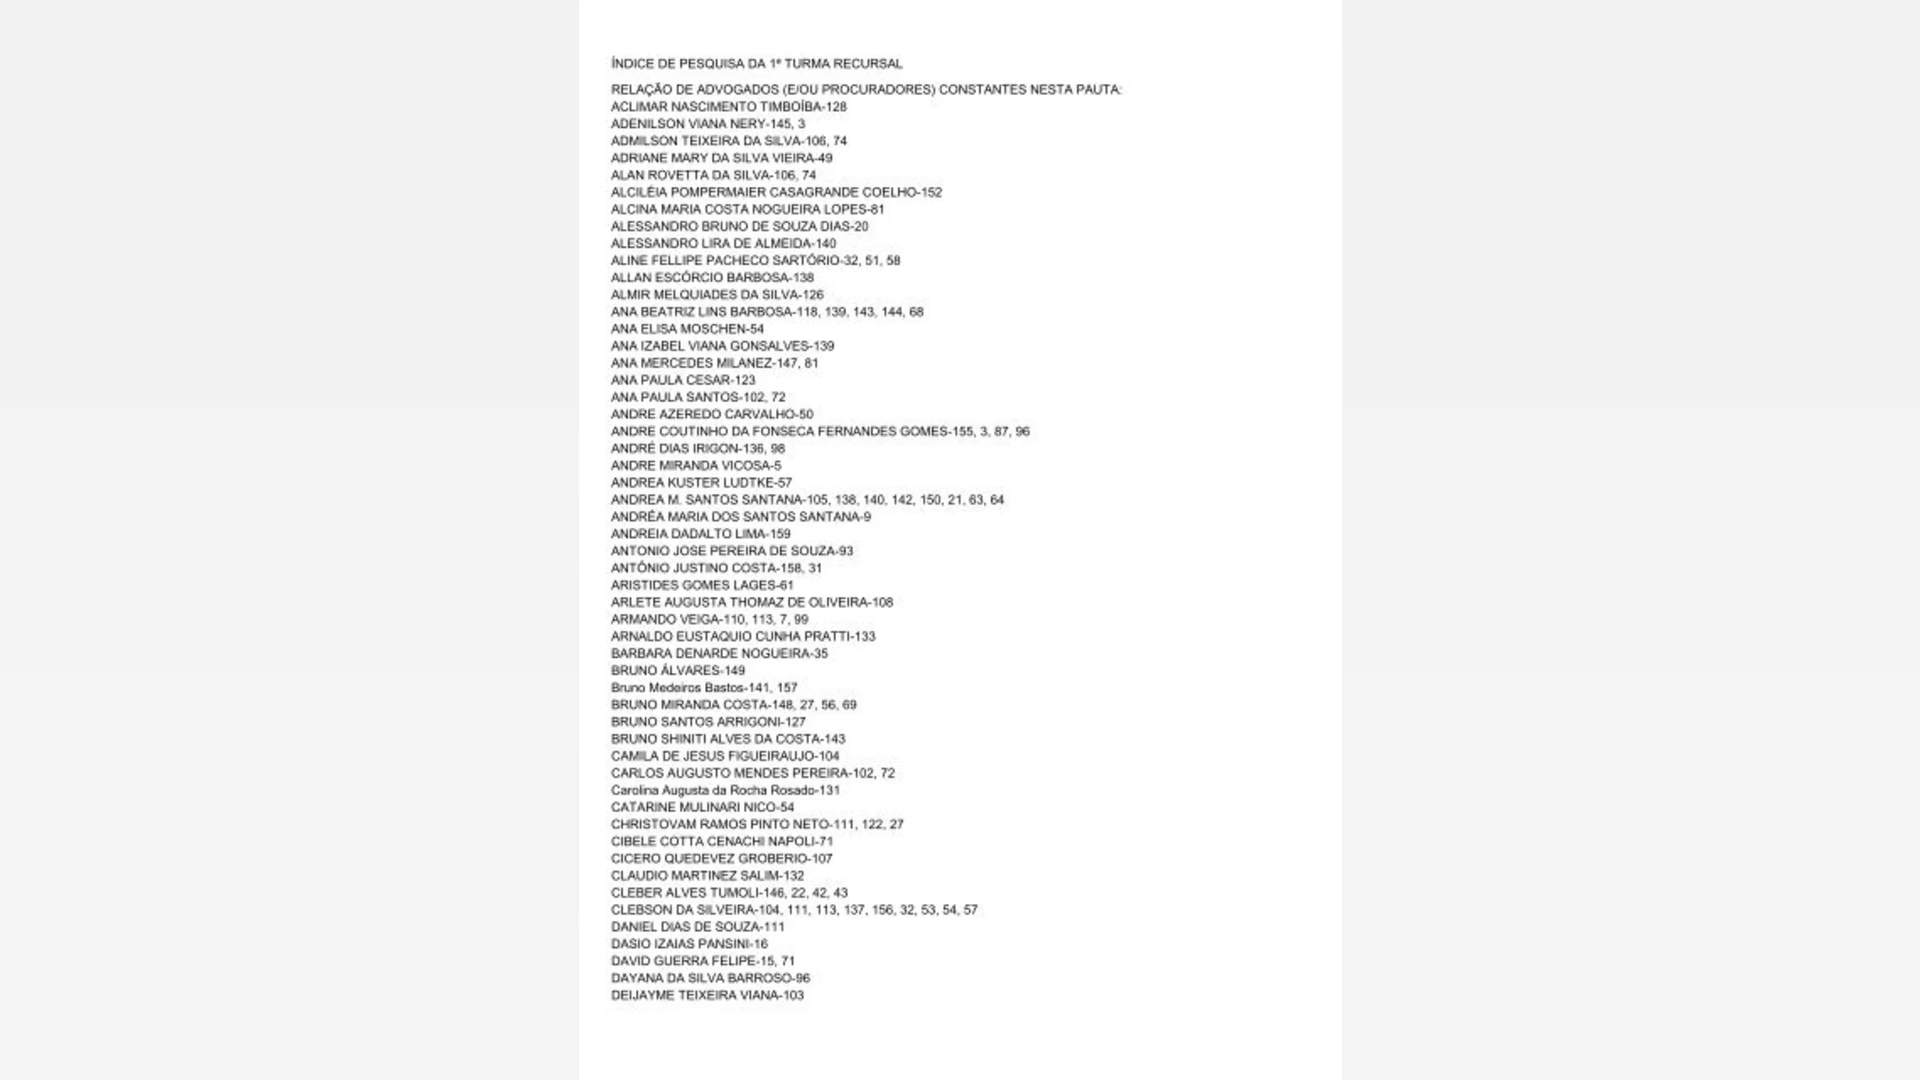 ÍNDICE DE PESQUISA DA 1ª TURMA RECURSAL
RELAÇÃO DE ADVOGADOS (E/OU PROCURADORES) CONSTANTES NESTA PAUTA:
ACLIMAR NASCIMENTO TIMBOÍBA-128
ADENILSON VIANA NERY-145, 3
ADMILSON TEIXEIRA DA SILVA-106, 74
ADRIANE MARY DA SILVA VIEIRA-49
ALAN ROVETTA DA SILVA-106, 74
ALCILÉIA POMPERMAIER CASAGRANDE COELHO-152
ALCINA MARIA COSTA NOGUEIRA LOPES-81
ALESSANDRO BRUNO DE SOUZA DIAS-20
ALESSANDRO LIRA DE ALMEIDA-140
ALINE FELLIPE PACHECO SARTÓRIO-32, 51, 58
ALLAN ESCÓRCIO BARBOSA-138
ALMIR MELQUIADES DA SILVA-126
ANA BEATRIZ LINS BARBOSA-118, 139, 143, 144, 68
ANA ELISA MOSCHEN-54
ANA IZABEL VIANA GONSALVES-139
ANA MERCEDES MILANEZ-147, 81
ANA PAULA CESAR-123
ANA PAULA SANTOS-102, 72
ANDRE AZEREDO CARVALHO-50
ANDRE COUTINHO DA FONSECA FERNANDES GOMES-155, 3, 87, 96
ANDRÉ DIAS IRIGON-136, 98
ANDRE MIRANDA VICOSA-5
ANDREA KUSTER LUDTKE-57
ANDREA M. SANTOS SANTANA-105, 138, 140, 142, 150, 21, 63, 64
ANDRÉA MARIA DOS SANTOS SANTANA-9
ANDREIA DADALTO LIMA-159
ANTONIO JOSE PEREIRA DE SOUZA-93
ANTÔNIO JUSTINO COSTA-158, 31
ARISTIDES GOMES LAGES-61
ARLETE AUGUSTA THOMAZ DE OLIVEIRA-108
ARMANDO VEIGA-110, 113, 7, 99
ARNALDO EUSTAQUIO CUNHA PRATTI-133
BARBARA DENARDE NOGUEIRA-35
BRUNO ÁLVARES-149
Bruno Medeiros Bastos-141, 157
BRUNO MIRANDA COSTA-148, 27, 56, 69
BRUNO SANTOS ARRIGONI-127
BRUNO SHINITI ALVES DA COSTA-143
CAMILA DE JESUS FIGUEIRAUJO-104
CARLOS AUGUSTO MENDES PEREIRA-102, 72
Carolina Augusta da Rocha Rosado-131
CATARINE MULINARI NICO-54
CHRISTOVAM RAMOS PINTO NETO-111, 122, 27
CIBELE COTTA CENACHI NAPOLI-71
CICERO QUEDEVEZ GROBERIO-107
CLAUDIO MARTINEZ SALIM-132
CLEBER ALVES TUMOLI-146, 22, 42, 43
CLEBSON DA SILVEIRA-104, 111, 113, 137, 156, 32, 53, 54, 57
DANIEL DIAS DE SOUZA-111
DASIO IZAIAS PANSINI-16
DAVID GUERRA FELIPE-15, 71
DAYANA DA SILVA BARROSO-96
DEIJAYME TEIXEIRA VIANA-103